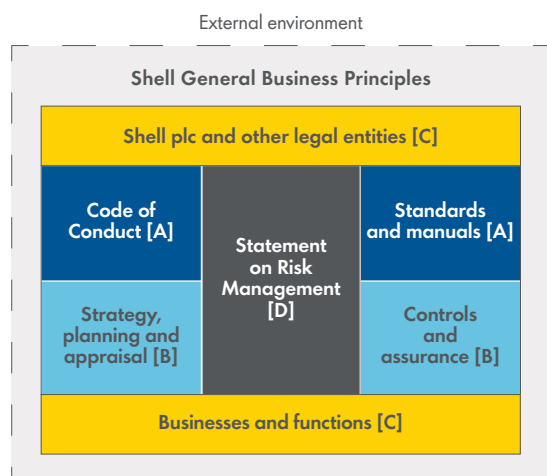 External environment
Shell General Business Principles
Shell plc and other legal entities [C]
Code of
Conduct [A]
Statement
on Risk
Management
[D]
Standards
and manuals [A]
Strategy,
planning and
appraisal [B]
Controls
and
assurance [B]
Businesses and functions [C]